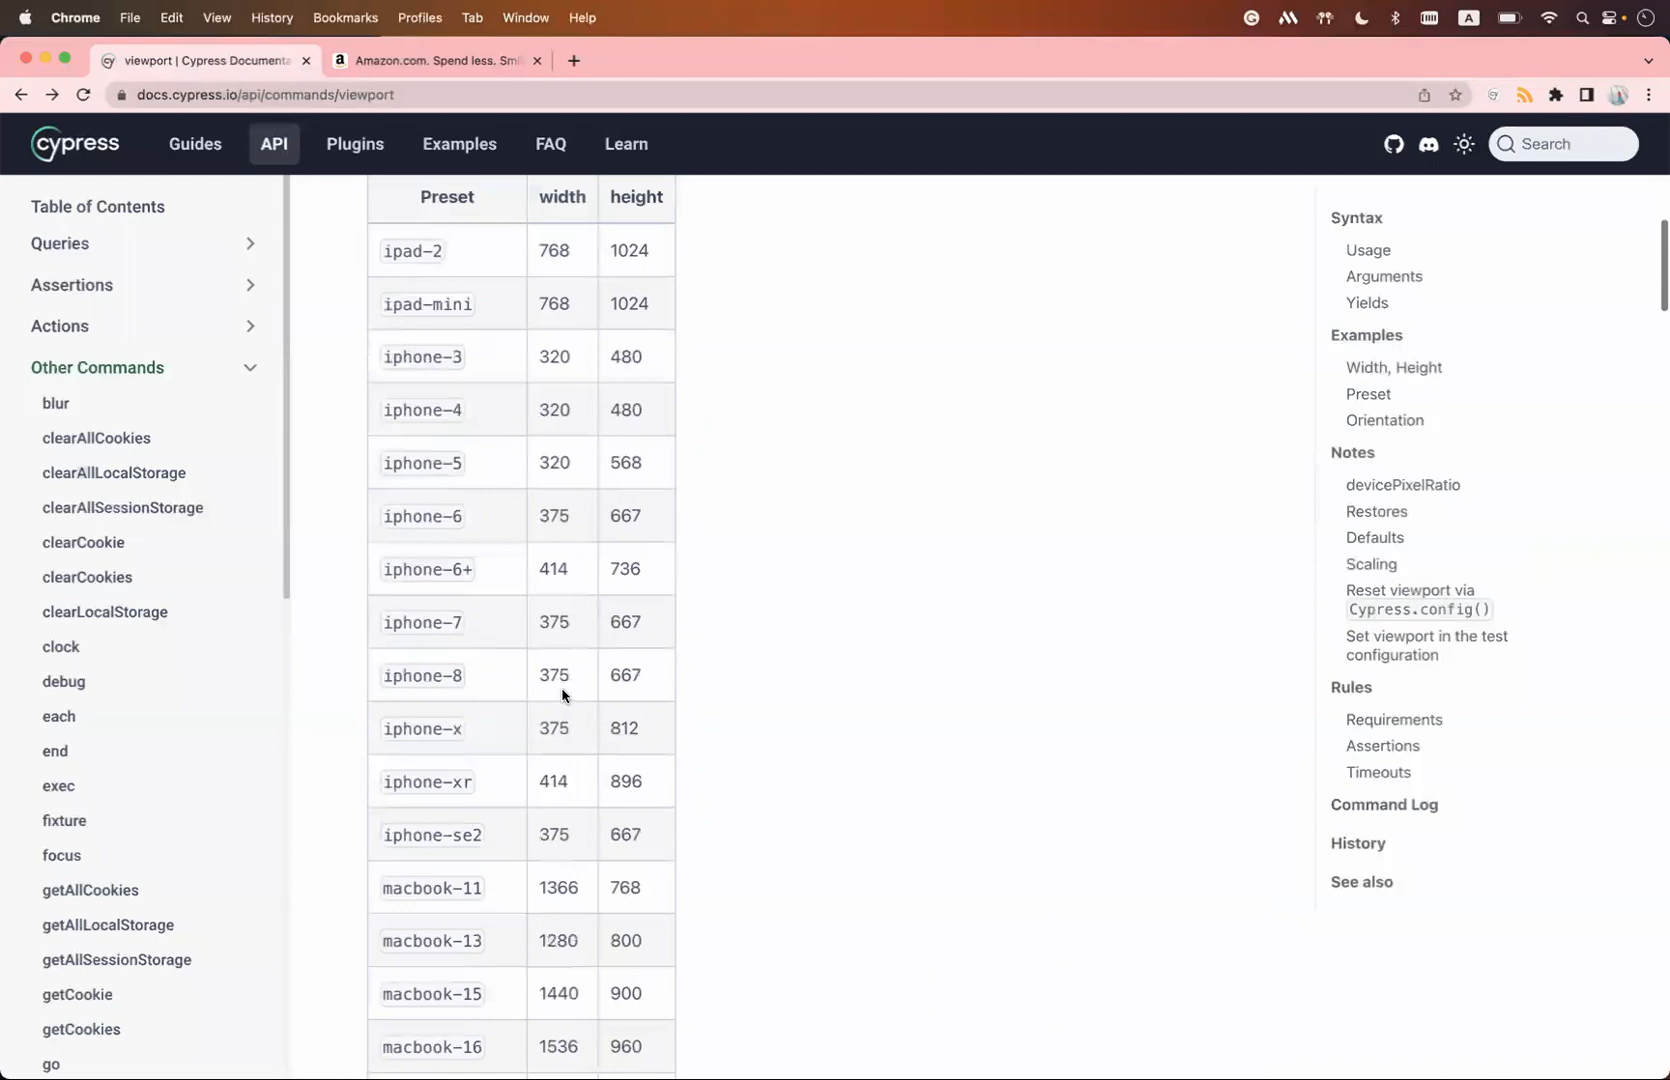 Chrome File Edit View History Bookmarks Profiles Tab Window Help A
cy viewport | Cypress Documenta a Amazon.com. Spend less. Smi
docs.cypress.io/api/commands/viewport
cypress Guides API Plugins Examples FAQ Learn Search
Table of Contents
Queries
Assertions
Actions
Other Commands
blur
clearAllCookies
clearAllLocalStorage
clearAllSessionStorage
clearCookie
clearCookies
clearLocalStorage
clock
debug
each
end
exec
fixture
focus
getAllCookies
getAllLocalStorage
getAllSessionStorage
getCookie
getCookies
go
Preset width height
ipad-2 768 1024
ipad-mini 768 1024
iphone-3 320 480
iphone-4 320 480
iphone-5 320 568
iphone-6 375 667
iphone-6+ 414 736
iphone-7 375 667
iphone-8 375 667
iphone-x 375 812
iphone-xr 414 896
iphone-se2 375 667
macbook-11 1366 768
macbook-13 1280 800
macbook-15 1440 900
macbook-16 1536 960
Syntax
Usage
Arguments
Yields
Examples
Width, Height
Preset
Orientation
Notes
devicePixelRatio
Restores
Defaults
Scaling
Reset viewport via
Cypress.config()
Set viewport in the test
configuration
Rules
Requirements
Assertions
Timeouts
Command Log
History
See also